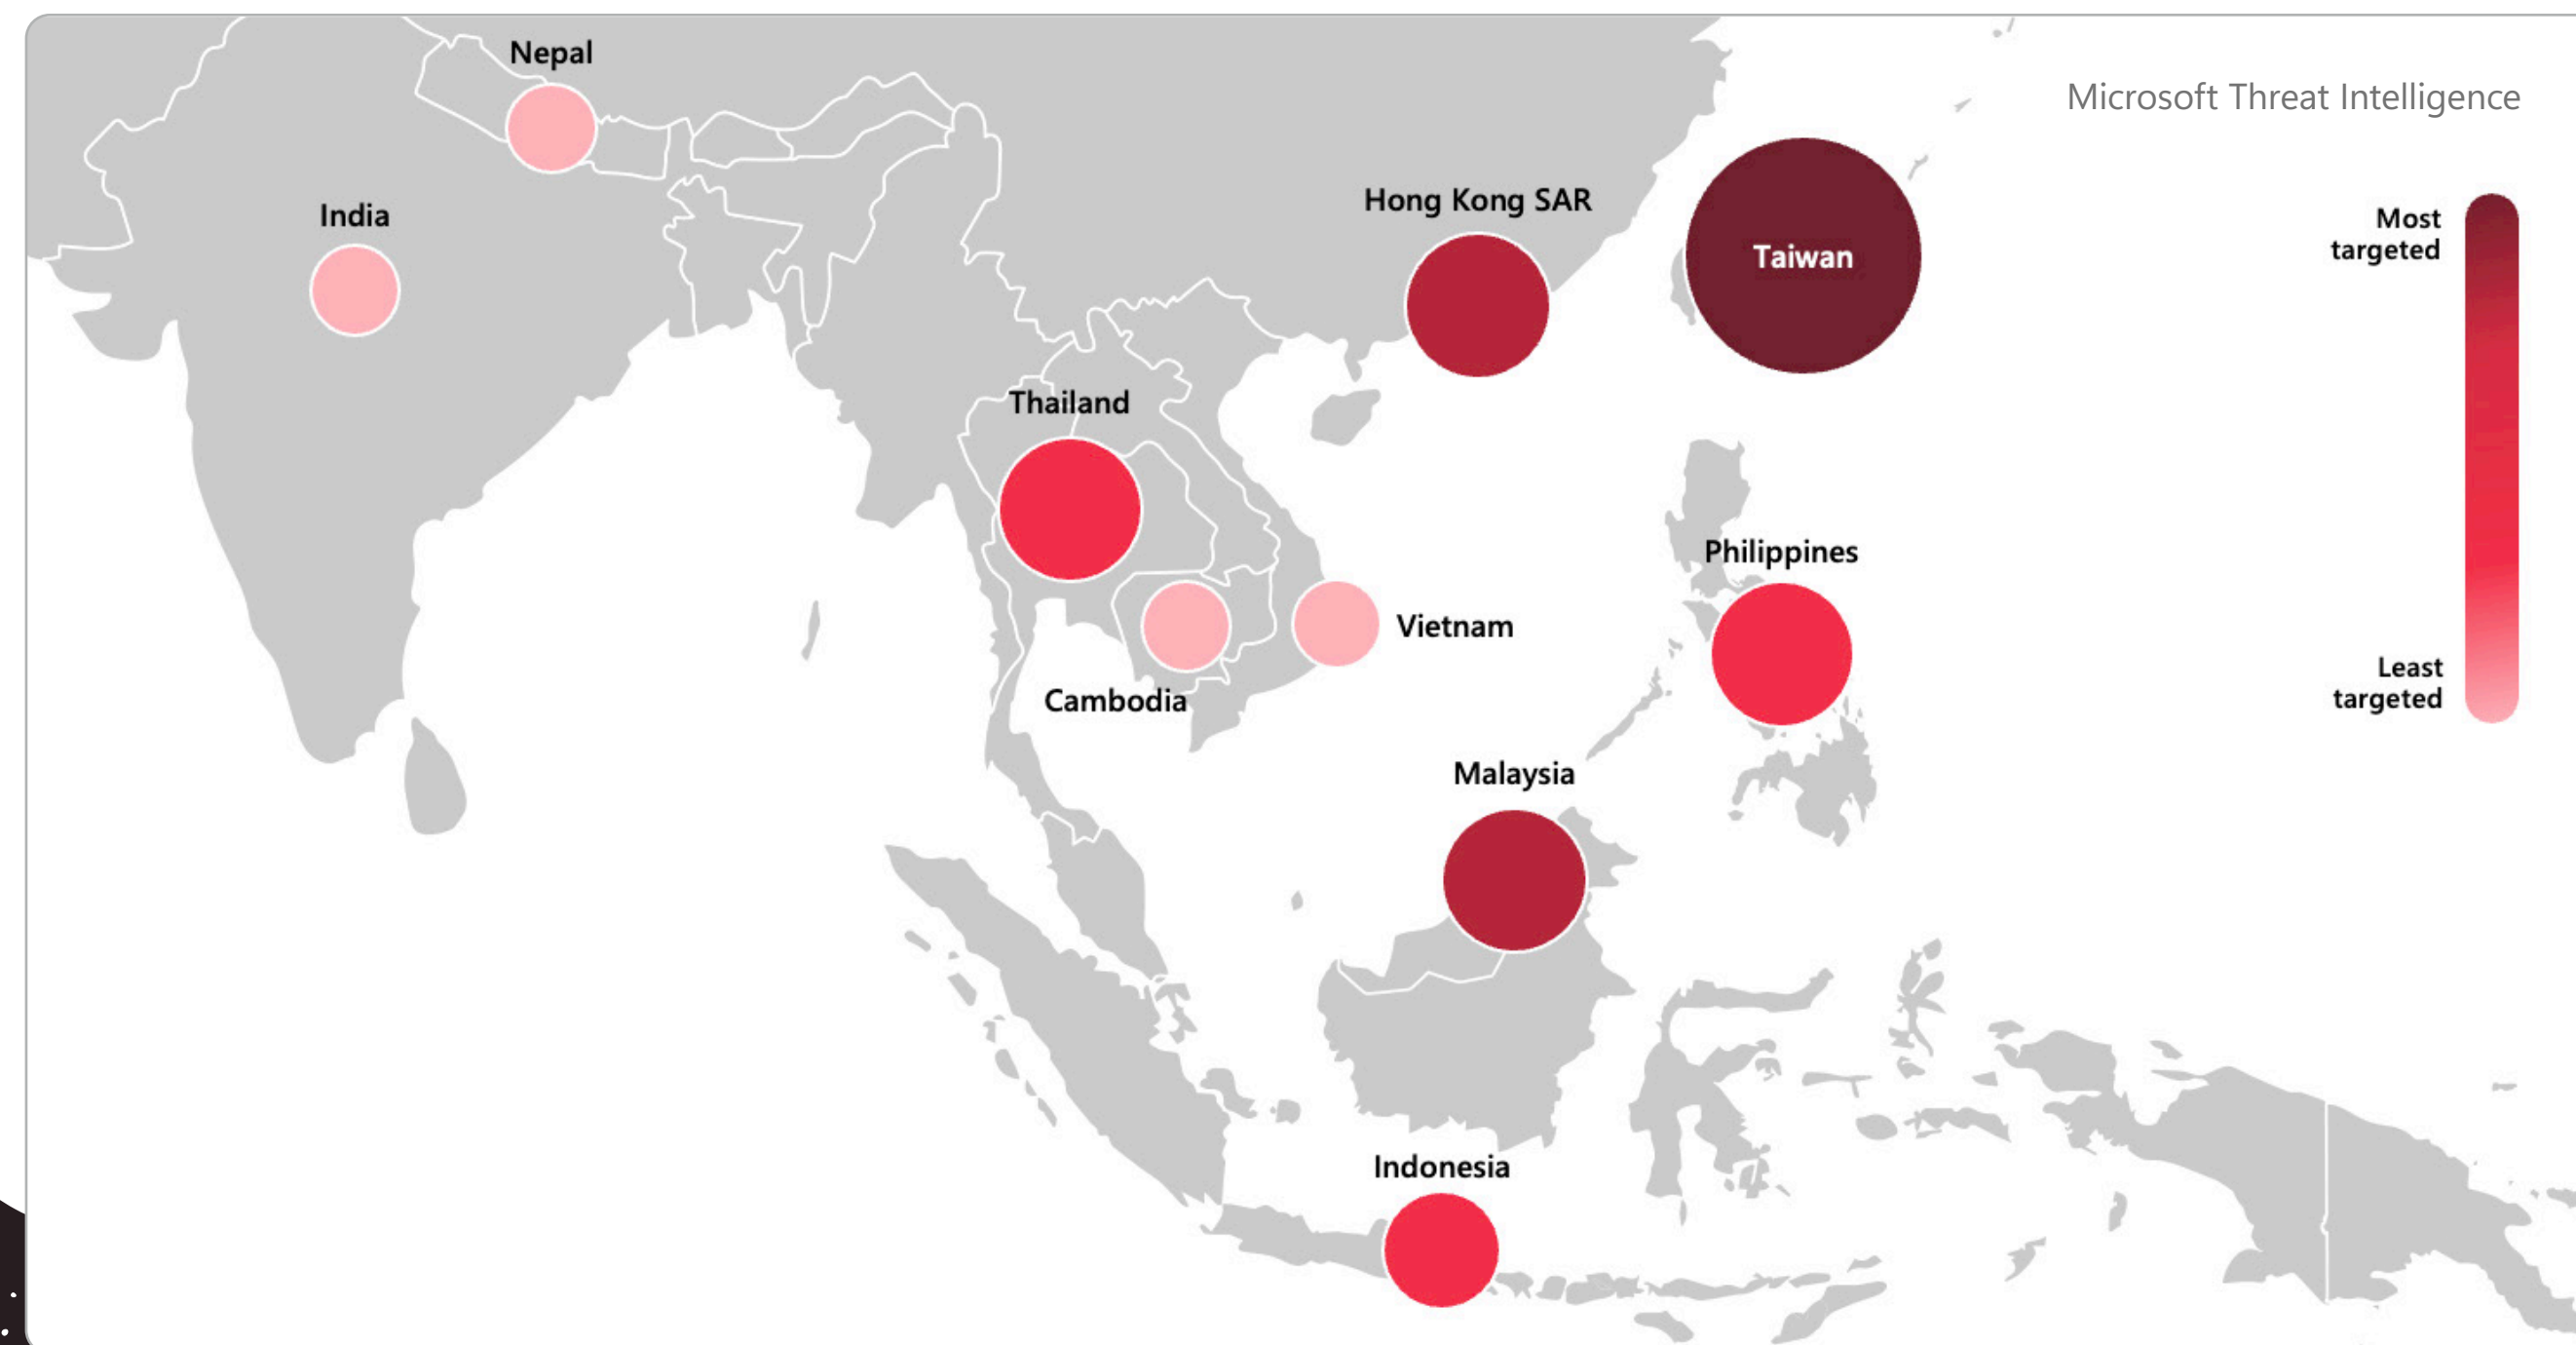 Nepal
Microsoft Threat Intelligence
Hong Kong SAR
India
Most
targeted
Taiwan
Thailand
Philippines
Vietnam
Least
targeted
Cambodia
Malaysia
Indonesia